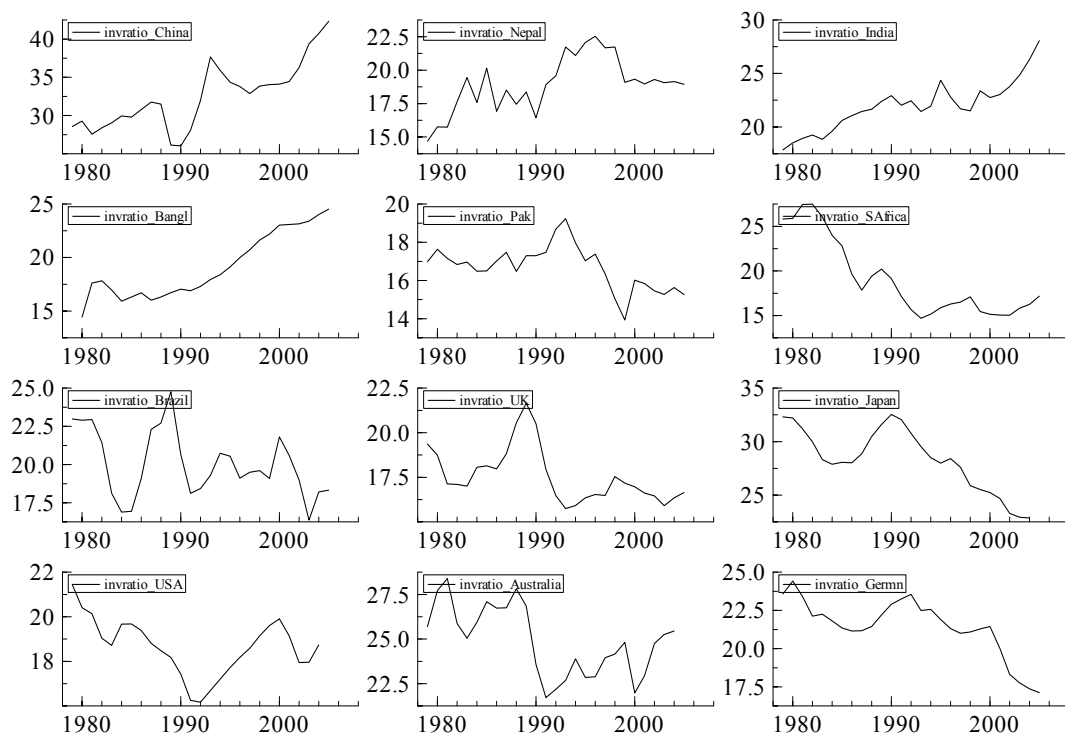 invratio_China
40
35
30
1980 1990 2000
invratio_Nepal
22.5
20.0
17.5
15.0
1980 1990 2000
invratio_India
30
25
20
1980 1990 2000
invratio_Bangl
25
20
15
1980 1990 2000
invratio_Pak
20
18
16
14
1980 1990 2000
invratio_SAfrica
25
20
15
1980 1990 2000
invratio_Brazil
25.0
22.5
20.0
17.5
1980 1990 2000
invratio_UK
22.5
20.0
17.5
1980 1990 2000
invratio_Japan
35
30
25
1980 1990 2000
invratio_USA
22
20
18
1980 1990 2000
invratio_Australia
27.5
25.0
22.5
1980 1990 2000
invratio_Germn
25.0
22.5
20.0
17.5
1980 1990 2000